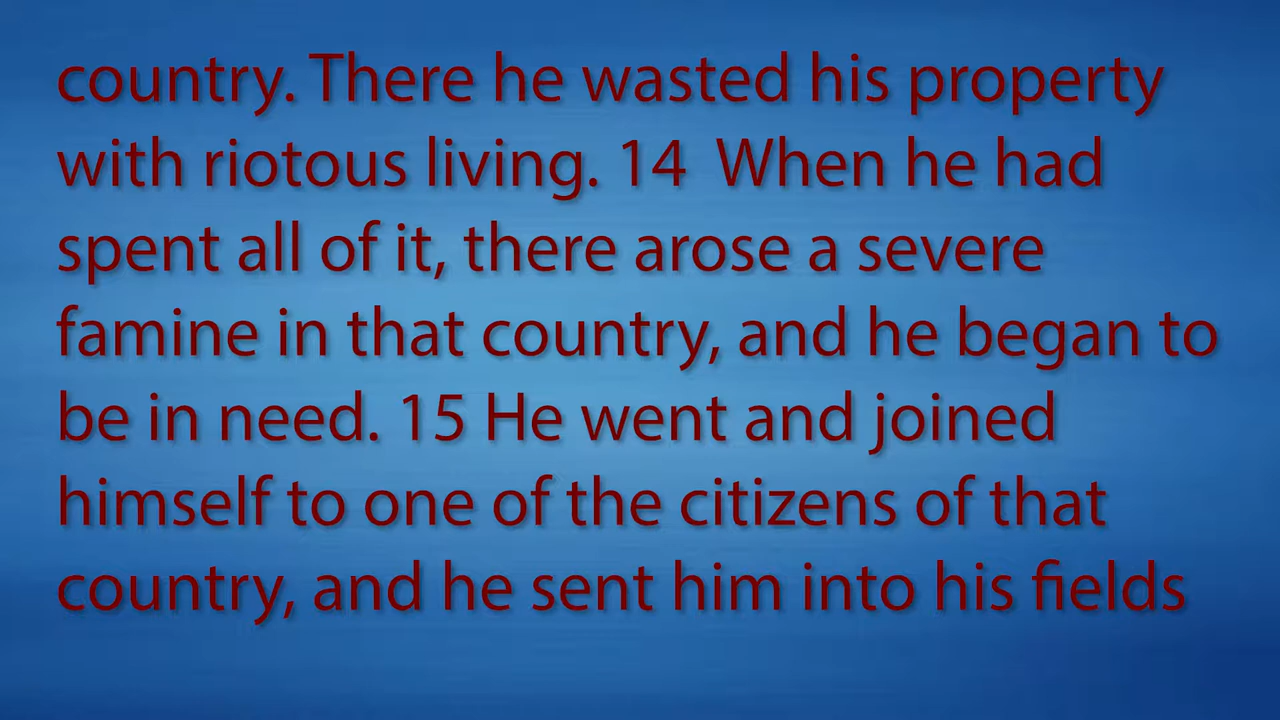 country. There he wasted his property
with riotous living. 14  When he had
spent all of it, there arose a severe
famine in that country, and he began to
be in need. 15 He went and joined
himself to one of the citizens of that
country, and he sent him into his fields